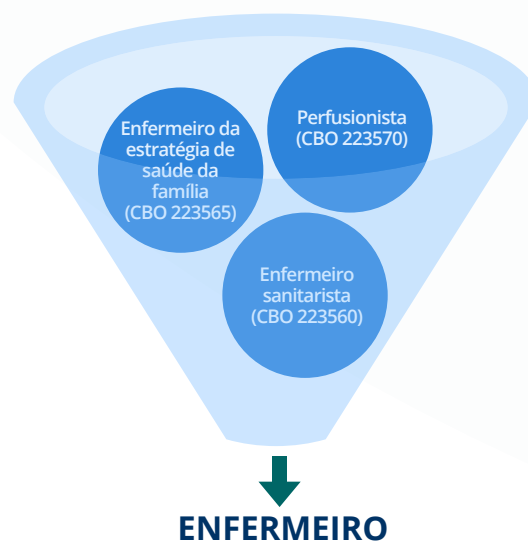 Enfermeiro da
estratégia de
saúde da
família
(CBO 223565)
Perfusionista
(CBO 223570)
Enfermeiro
sanitarista
(CBO 223560)
ENFERMEIRO